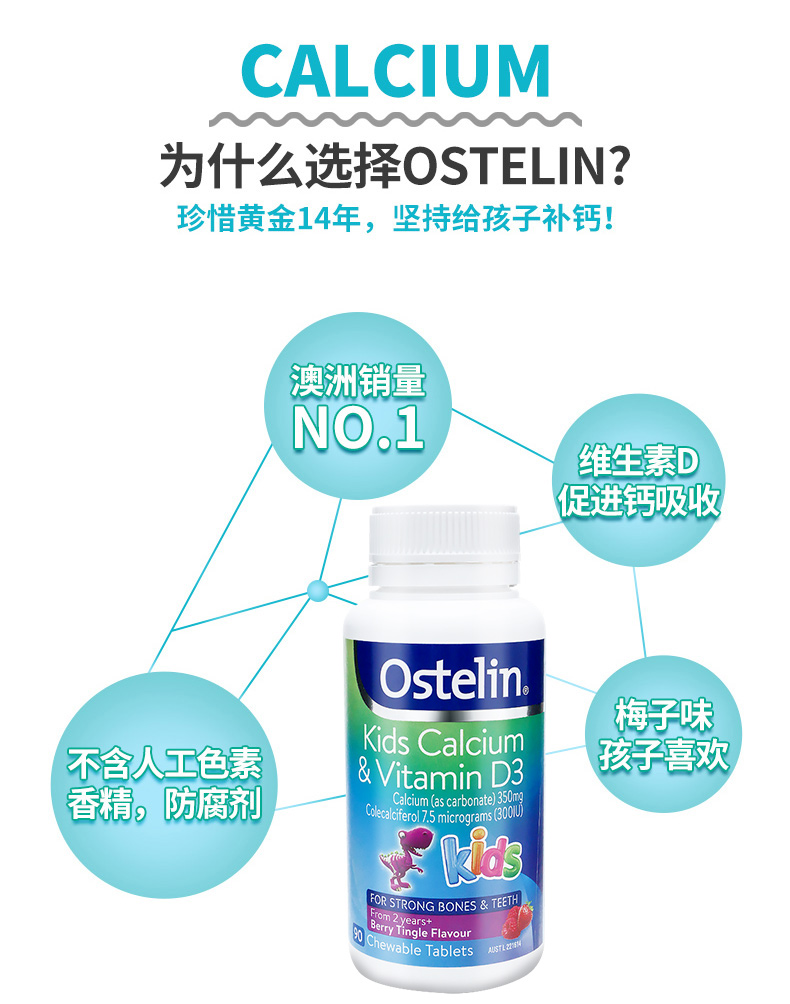 CALCIUM
为什么选择OSTELIN?
珍惜黄金14年，坚持给孩子补钙！
澳洲销量
NO.1
维生素D
促进钙吸收
Ostelin®
Kids Calcium
& Vitamin D3
Calcium (as carbonate) 350mg
Colecalciferol 7.5 micrograms (300IU)
kids
FOR STRONG BONES & TEETH
From 2 years+
Berry Tingle Flavour
90 Chewable Tablets
AUST L 221614
梅子味
孩子喜欢
不含人工色素
香精，防腐剂